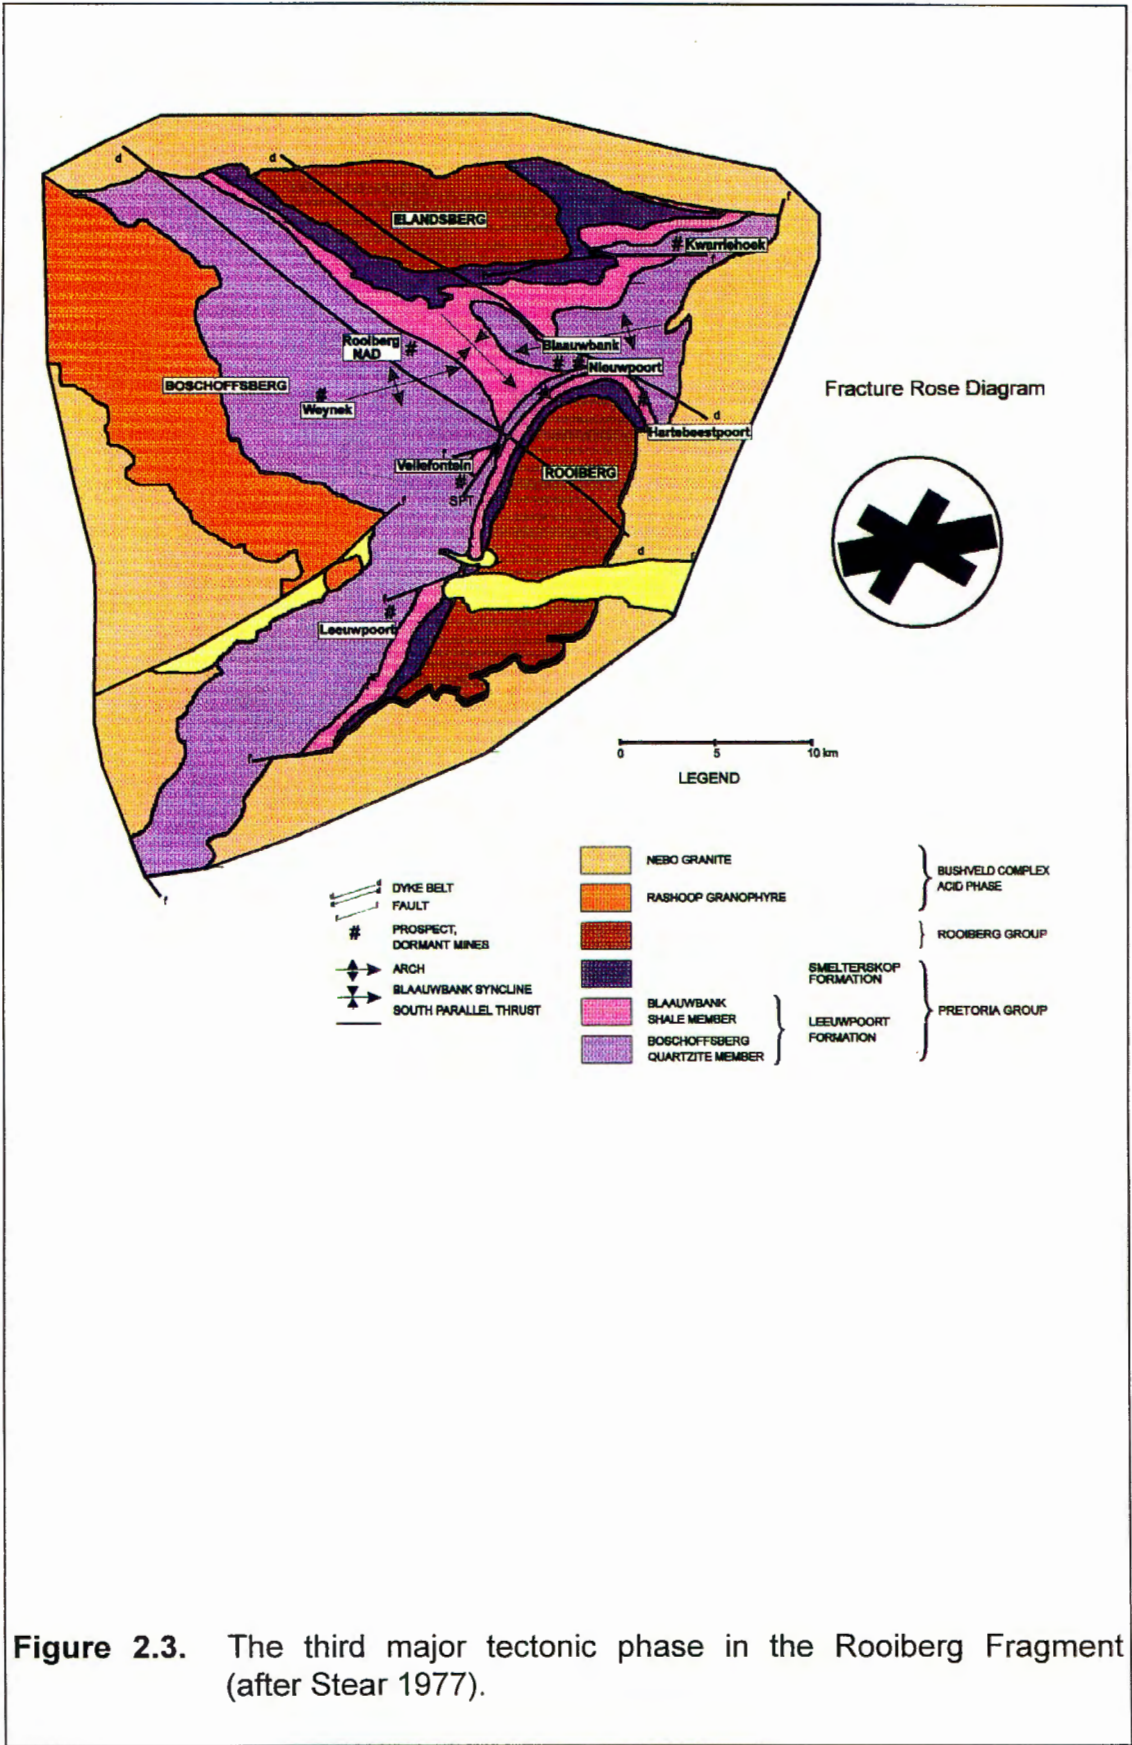 d
d
f
ELANDSBERG
# Kwarriehoek
f
Rooiberg
NAD
#
Blaauwbank
# #
Nieuwpoort
BOSCHOFFSBERG
#
Weynek
#
d
Hartebeestpoort
Fracture Rose Diagram
f
Vellefontein
#
SPT
ROOIBERG
f
d
f
f
#
Leeuwpoort
f
0 5 10 km
LEGEND
f
d
d
DYKE BELT
f
f
FAULT
#
PROSPECT,
DORMANT MINES
ARCH
BLAAUWBANK SYNCLINE
SOUTH PARALLEL THRUST
NEBO GRANITE
RASHOOP GRANOPHYRE
BUSHVELD COMPLEX
ACID PHASE
ROOIBERG GROUP
SMELTERSKOP
FORMATION
BLAAUWBANK
SHALE MEMBER
LEEUWPOORT
FORMATION
PRETORIA GROUP
BOSCHOFFSBERG
QUARTZITE MEMBER
Figure 2.3. The third major tectonic phase in the Rooiberg Fragment
(after Stear 1977).